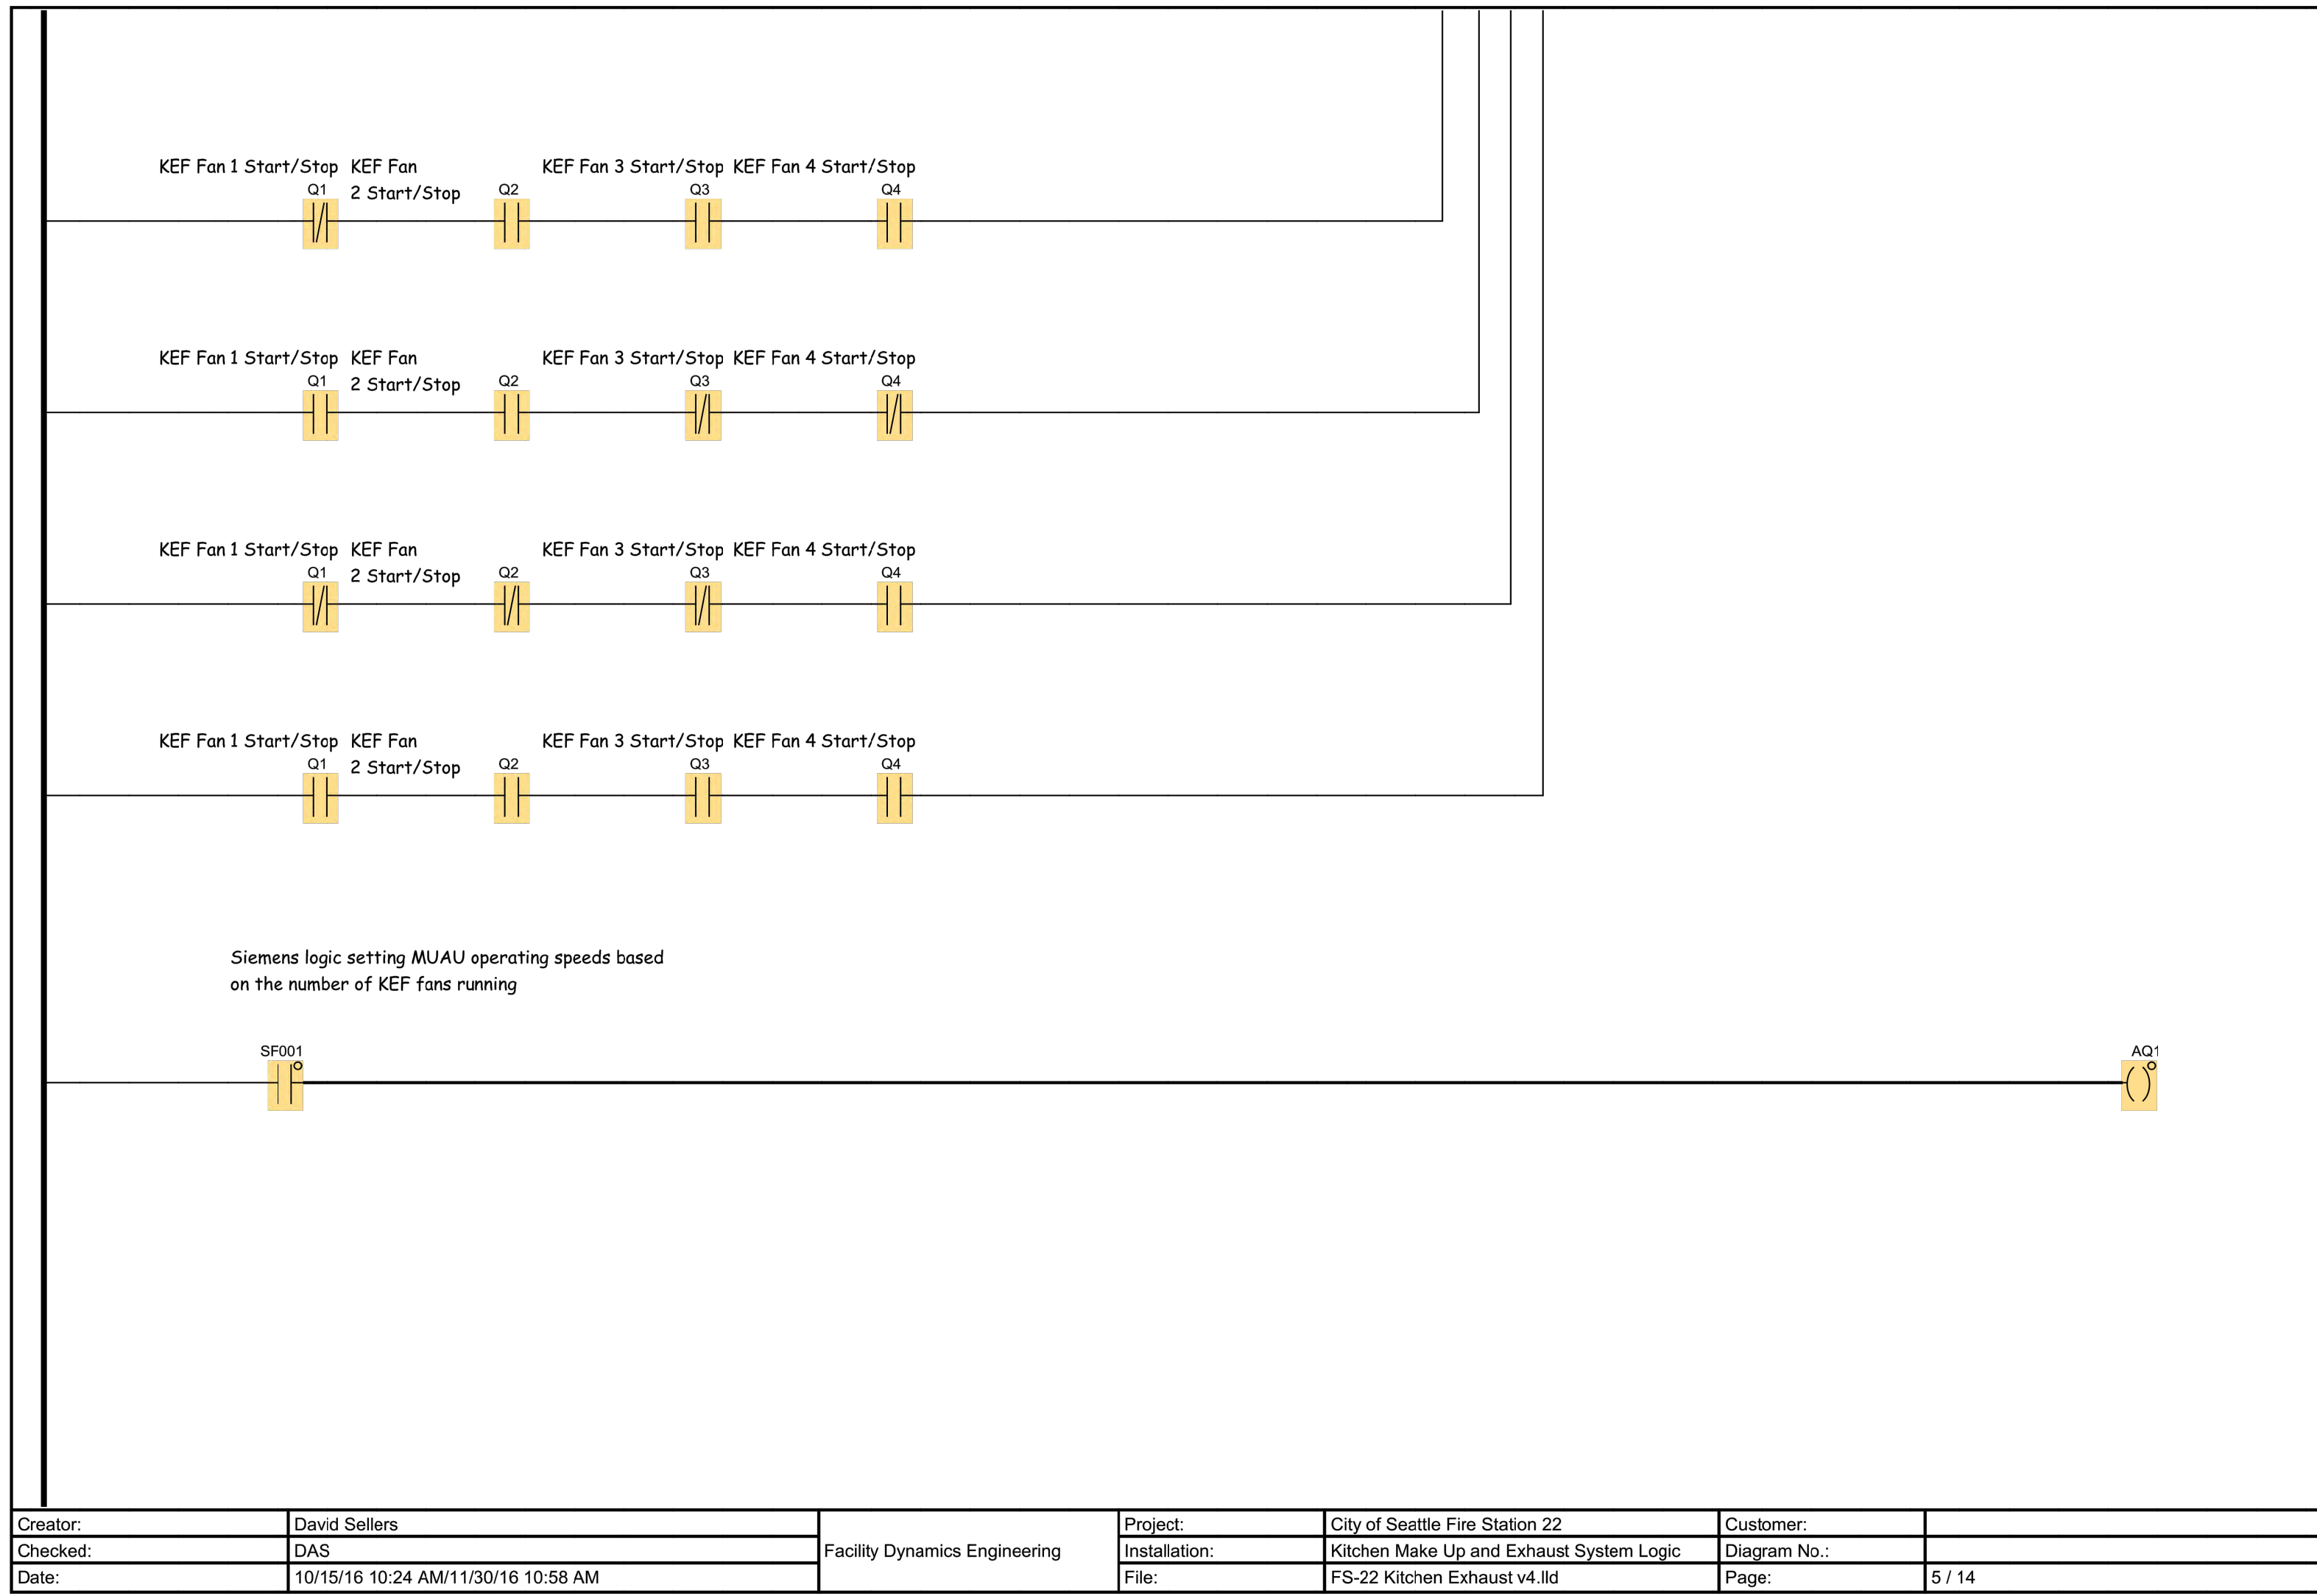 KEF Fan 1 Start/Stop KEF Fan KEF Fan 3 Start/Stop KEF Fan 4 Start/Stop
Q1 2 Start/Stop Q2 Q3 Q4
KEF Fan 1 Start/Stop KEF Fan KEF Fan 3 Start/Stop KEF Fan 4 Start/Stop
Q1 2 Start/Stop Q2 Q3 Q4
KEF Fan 1 Start/Stop KEF Fan KEF Fan 3 Start/Stop KEF Fan 4 Start/Stop
Q1 2 Start/Stop Q2 Q3 Q4
KEF Fan 1 Start/Stop KEF Fan KEF Fan 3 Start/Stop KEF Fan 4 Start/Stop
Q1 2 Start/Stop Q2 Q3 Q4
Siemens logic setting MUAU operating speeds based
on the number of KEF fans running
SF001 AQ1
Creator: David Sellers Project: City of Seattle Fire Station 22 Customer:
Checked: DAS Facility Dynamics Engineering Installation: Kitchen Make Up and Exhaust System Logic Diagram No.:
Date: 10/15/16 10:24 AM/11/30/16 10:58 AM File: FS-22 Kitchen Exhaust v4.lld Page: 5 / 14